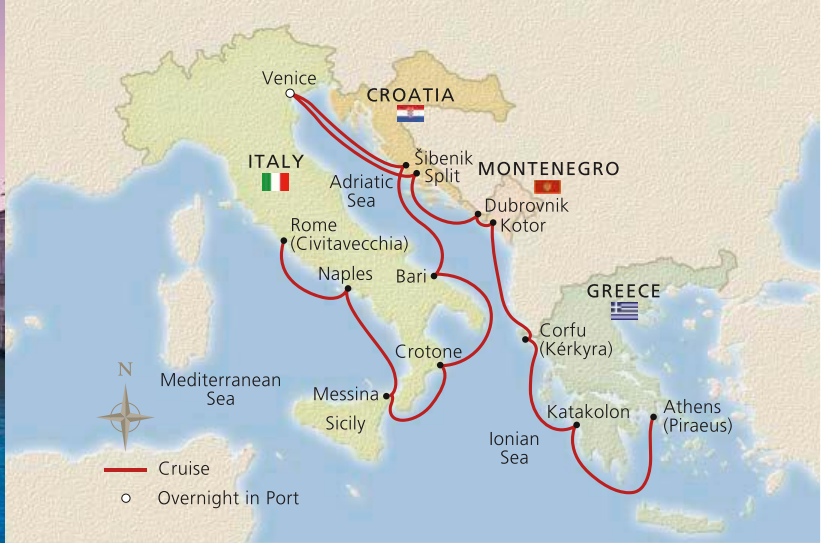 Venice
CROATIA
Šibenik
Split
ITALY
MONTENEGRO
Adriatic
Sea
Dubrovnik
Kotor
Rome
(Civitavecchia)
Naples
Bari
GREECE
Corfu
(Kérkyra)
Crotone
N
Mediterranean
Sea
Messina
Sicily
Katakolon
Athens
(Piraeus)
Ionian
Sea
Cruise
Overnight in Port